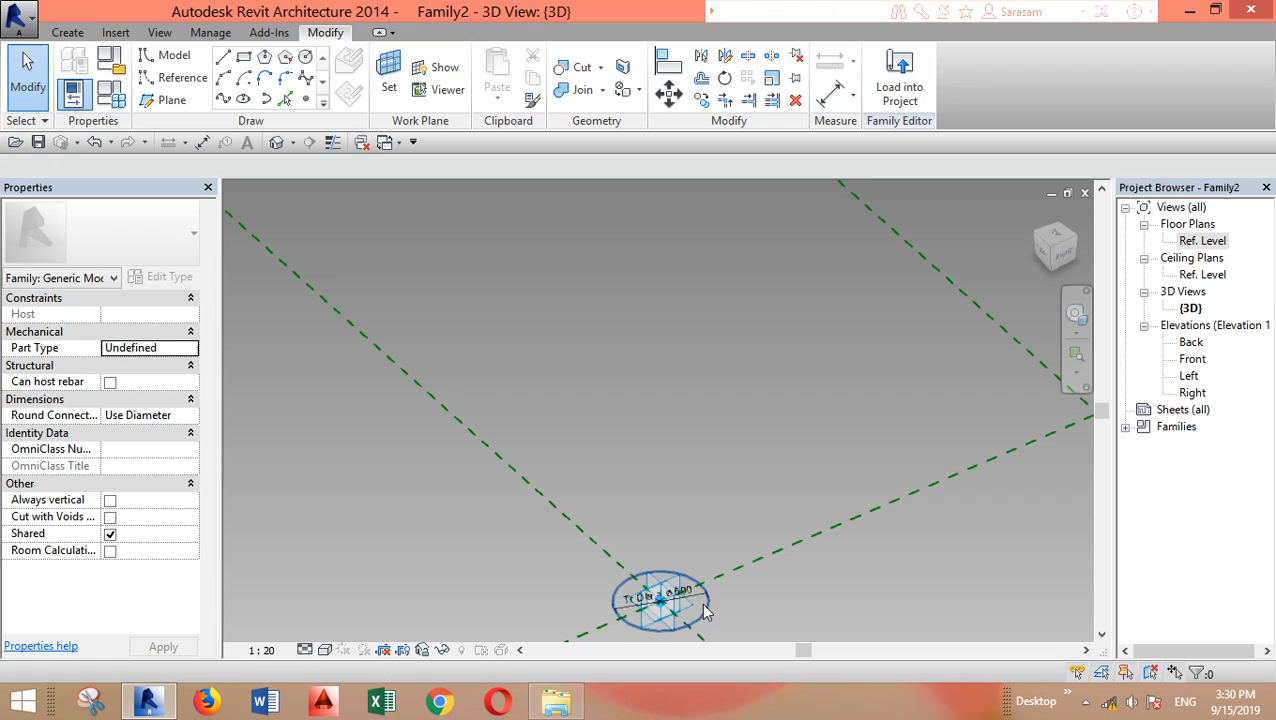 Autodesk Revit Architecture 2014 - Family2 - 3D View: {3D}
Sarasam
Create Insert View Manage Add-Ins Modify
Modify
Select
Properties
Model
Reference
Plane
Draw
Set
Show
Viewer
Work Plane
Paste
Clipboard
Cut
Join
Geometry
Modify
Measure
Load into
Project
Family Editor
Properties
Family: Generic Moc
Edit Type
Constraints
Host
Mechanical
Part Type Undefined
Structural
Can host rebar
Dimensions
Round Connect... Use Diameter
Identity Data
OmniClass Nu...
OmniClass Title
Other
Always vertical
Cut with Voids ...
Shared
Room Calculati...
Properties help
Apply
RIGHT
1 : 20
Project Browser - Family2
Views (all)
Floor Plans
Ref. Level
Ceiling Plans
Ref. Level
3D Views
{3D}
Elevations (Elevation 1
Back
Front
Left
Right
Sheets (all)
Families
:0
Desktop
ENG
3:30 PM
9/15/2019